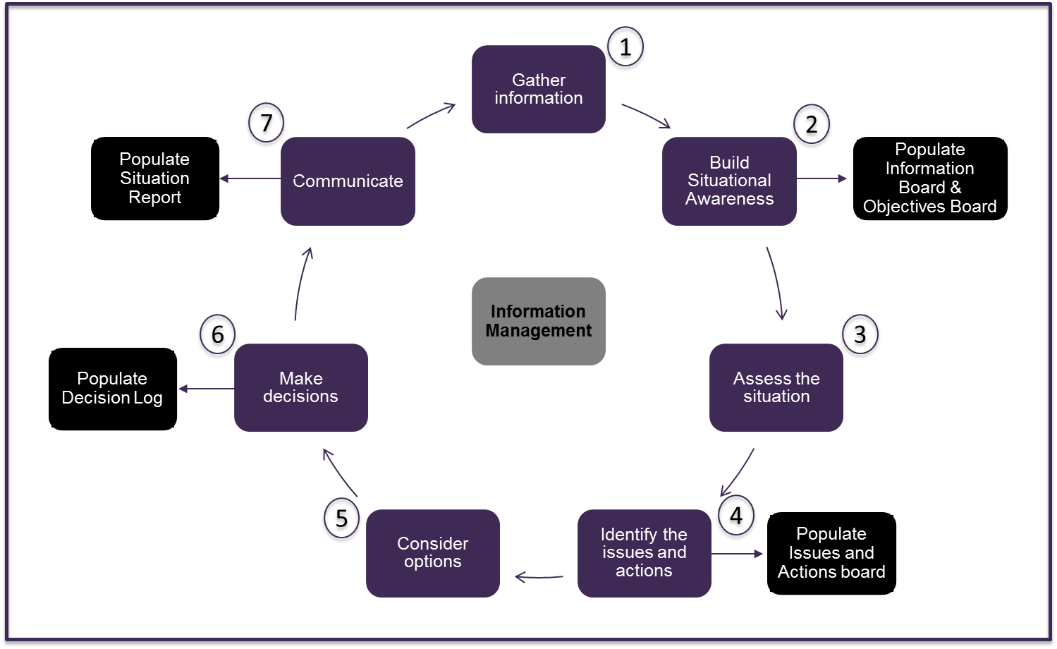 1
Gather
information
2
Build
Situational
Awareness
Populate
Information
Board &
Objectives Board
3
Assess the
situation
4
Identify the
issues and
actions
Populate
Issues and
Actions board
5
Consider
options
6
Make
decisions
Populate
Decision Log
7
Communicate
Populate
Situation
Report
Information
Management